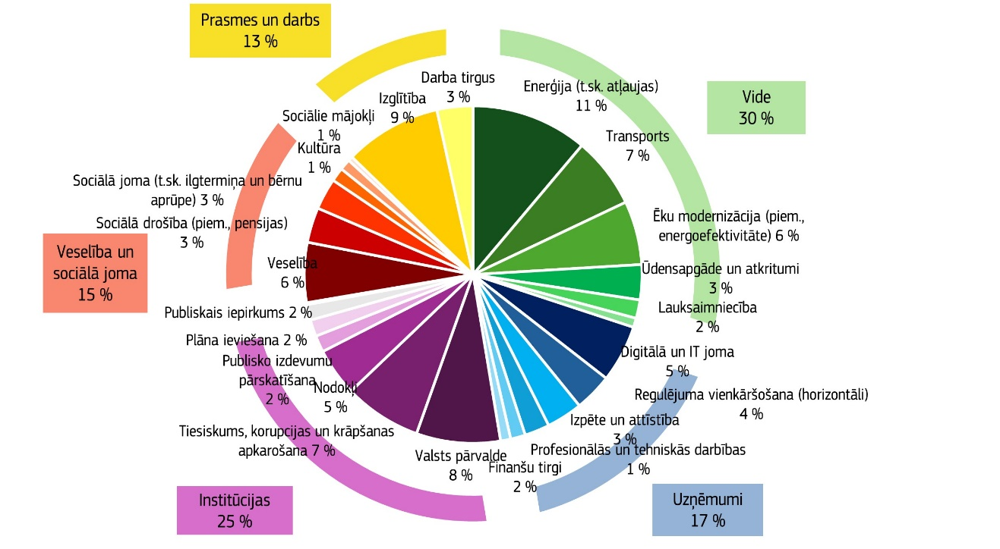 Prasmes un darbs
13 %
Darba tirgus
3 %
Enerģija (t.sk. atļaujas)
11 %
Vide
30 %
Izglītība
9 %
Sociālie mājokļi
1 %
Transports
7 %
Kultūra
1 %
Sociālā joma (t.sk. ilgtermiņa un bērnu
aprūpe) 3 %
Sociālā drošība (piem., pensijas)
3 %
Ēku modernizācija (piem.,
energoefektivitāte) 6 %
Veselība un
sociālā joma
15 %
Veselība
6 %
Ūdensapgāde un atkritumi
3 %
Publiskais iepirkums 2 %
Lauksaimniecība
2 %
Plāna ieviešana 2 %
Digitālā un IT joma
5 %
Publisko izdevumu
pārskatīšana
2 %
Nodokļi
5 %
Regulējuma vienkāršošana (horizontāli)
4 %
Izpēte un attīstība
3 %
Tiesiskums, korupcijas un krāpšanas
apkarošana 7 %
Profesionālās un tehniskās darbības
1 %
Valsts pārvalde
8 %
Finanšu tirgi
2 %
Institūcijas
25 %
Uzņēmumi
17 %